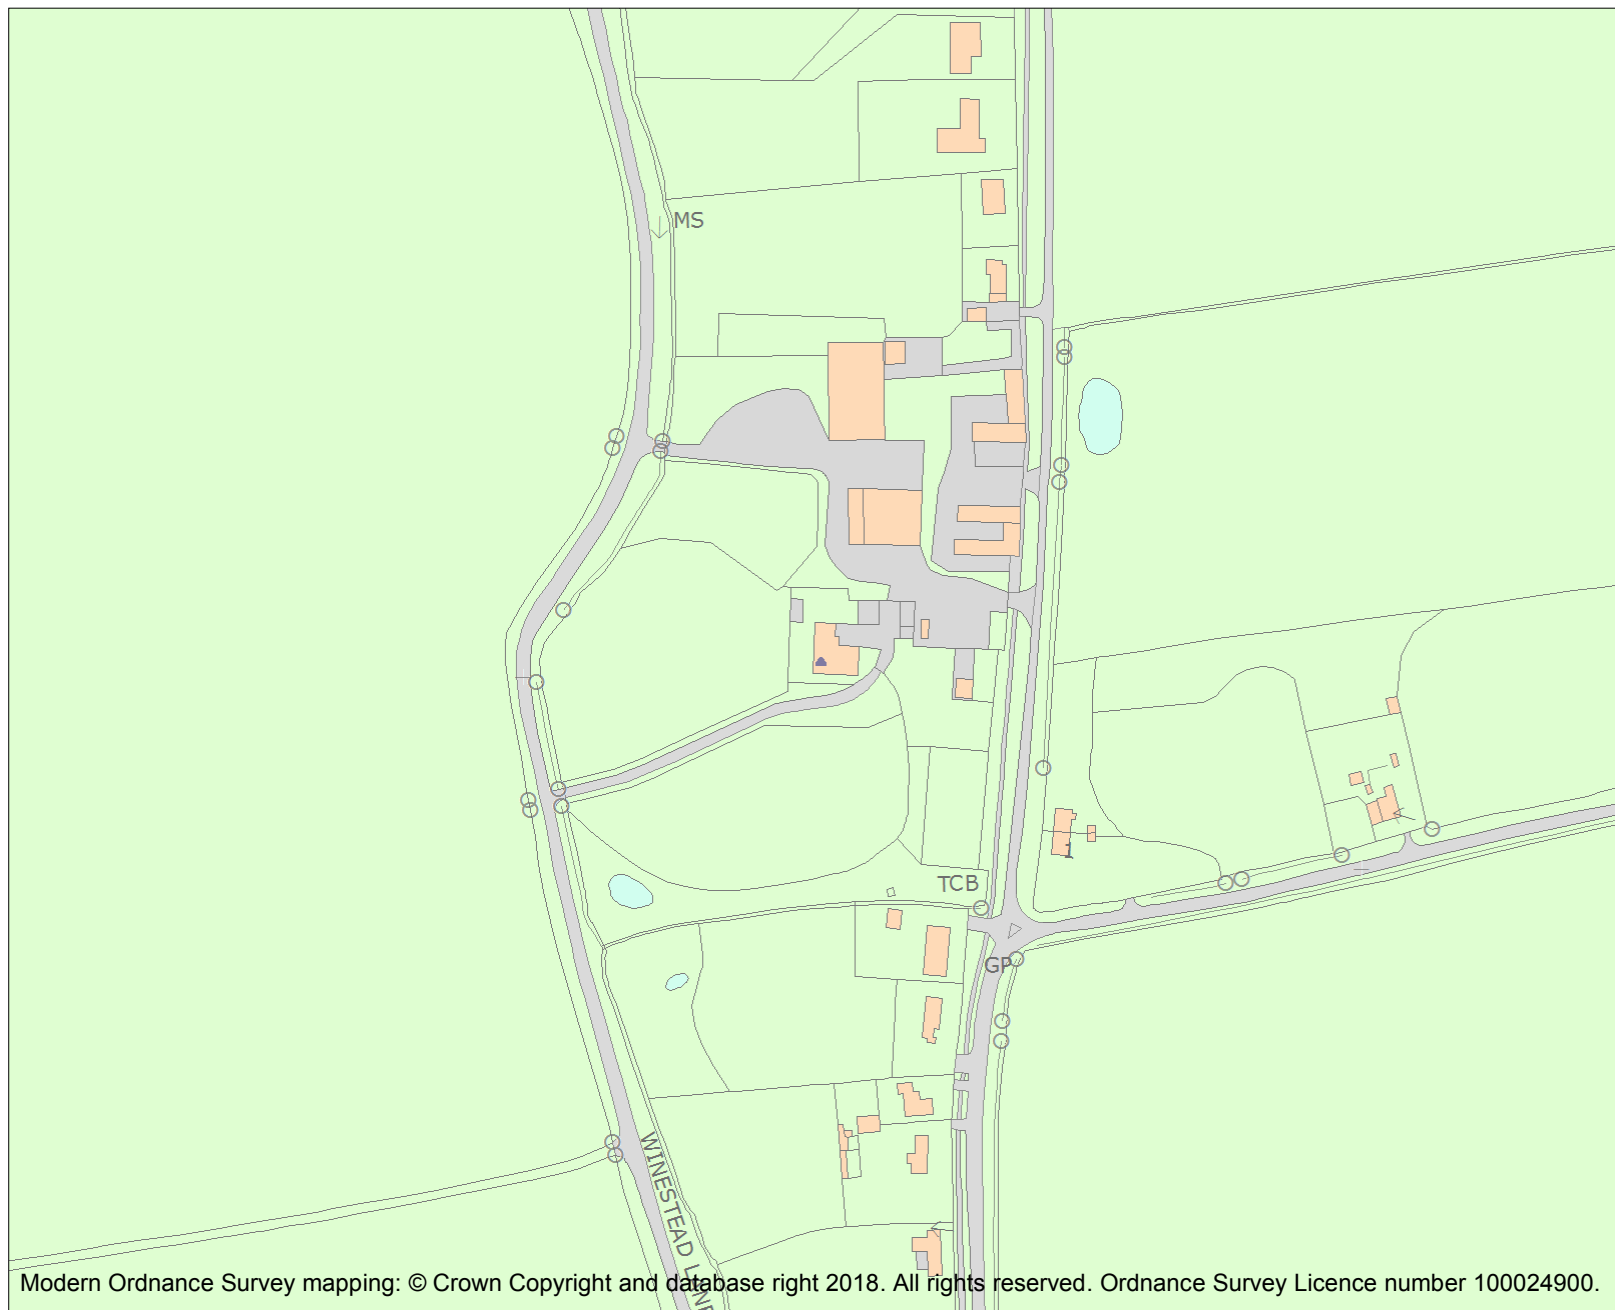 MS
1
TCB
GP
WINESTEAD LANE
Modern Ordnance Survey mapping: © Crown Copyright and database right 2018. All rights reserved. Ordnance Survey Licence number 100024900.